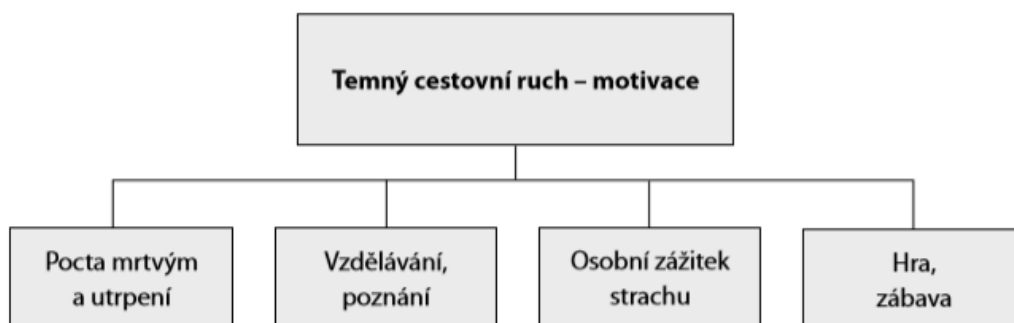 Temný cestovní ruch – motivace
Pocta mrtvým
a utrpení
Vzdělávání,
poznání
Osobní zážitek
strachu
Hra,
zábava